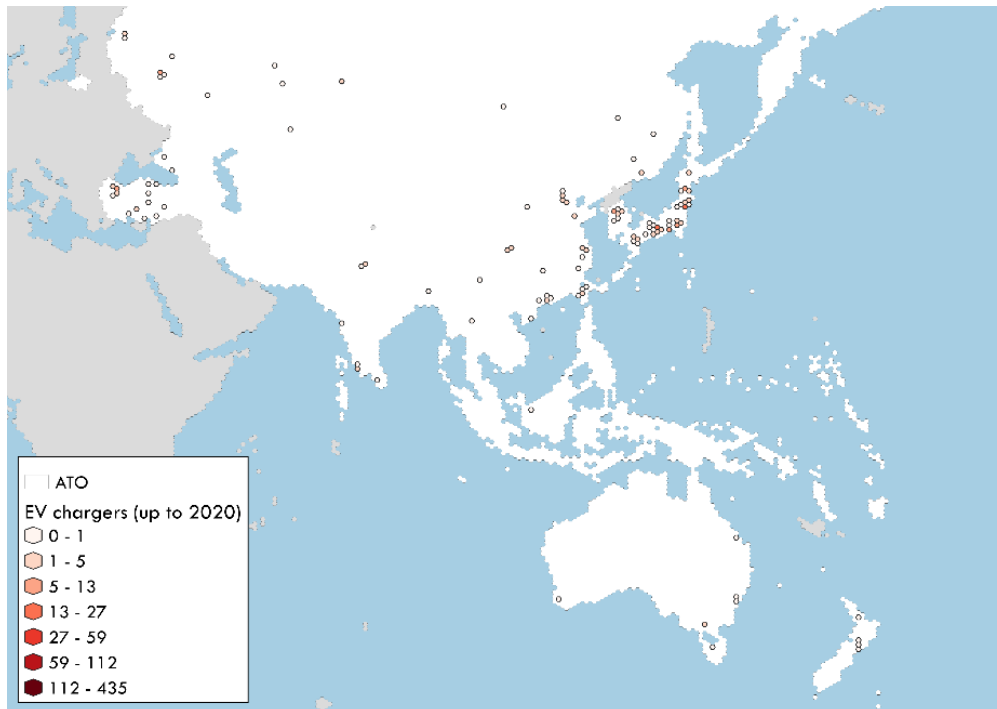 ATO
EV chargers (up to 2020)
0 - 1
1 - 5
5 - 13
13 - 27
27 - 59
59 - 112
112 - 435